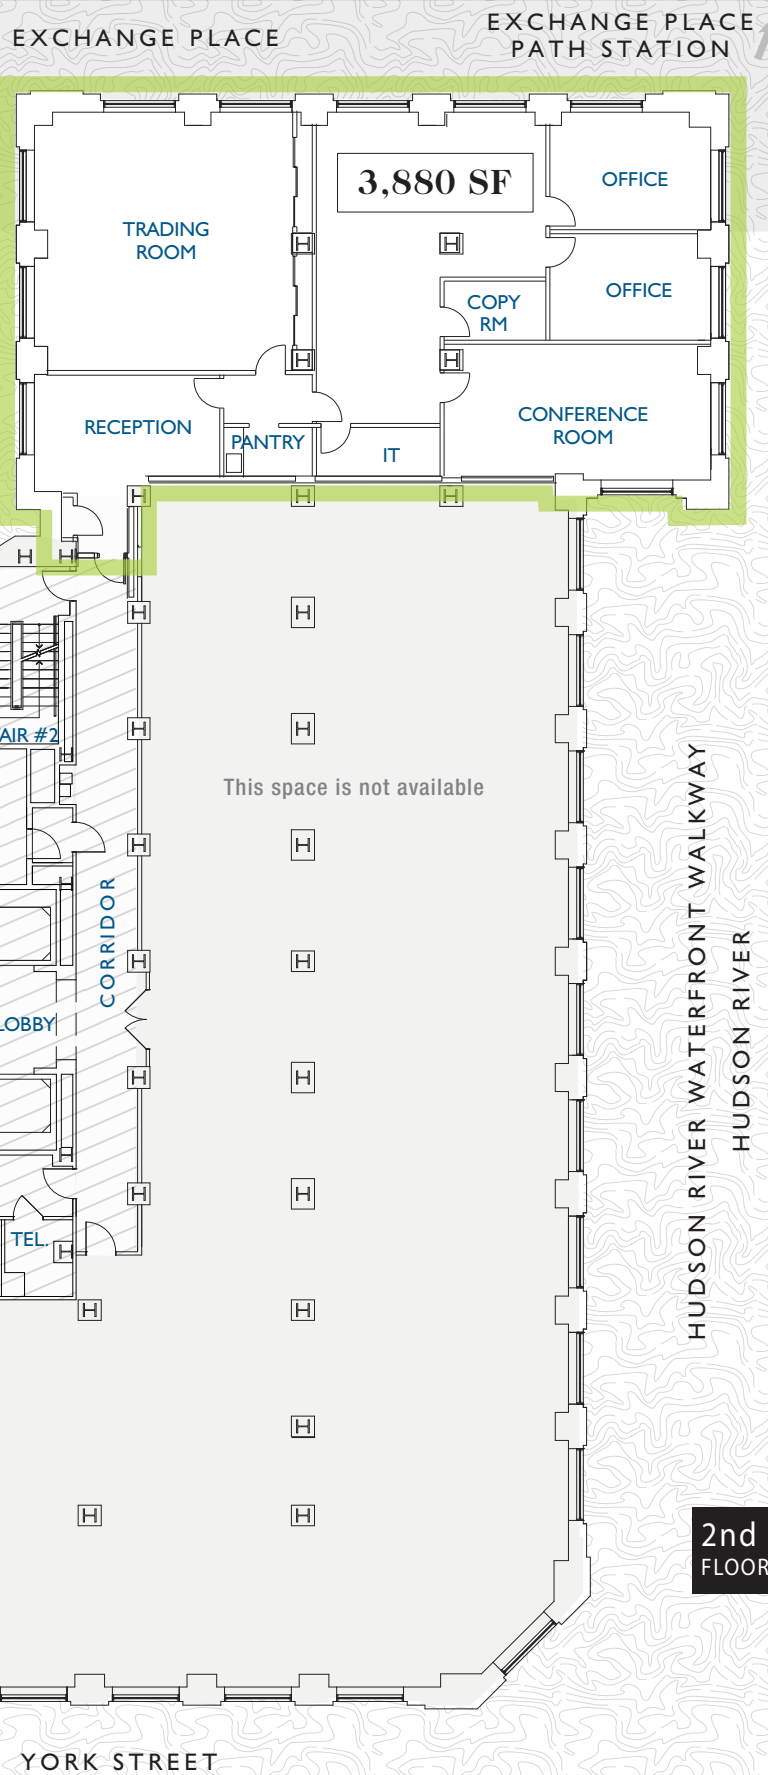 EXCHANGE PLACE
EXCHANGE PLACE
PATH STATION
3,880 SF
OFFICE
TRADING
ROOM
OFFICE
COPY
RM
CONFERENCE
ROOM
RECEPTION
PANTRY
IT
AIR #2
This space is not available
CORRIDOR
LOBBY
HUDSON RIVER WATERFRONT WALKWAY
HUDSON RIVER
TEL.
2nd
FLOOR
YORK STREET